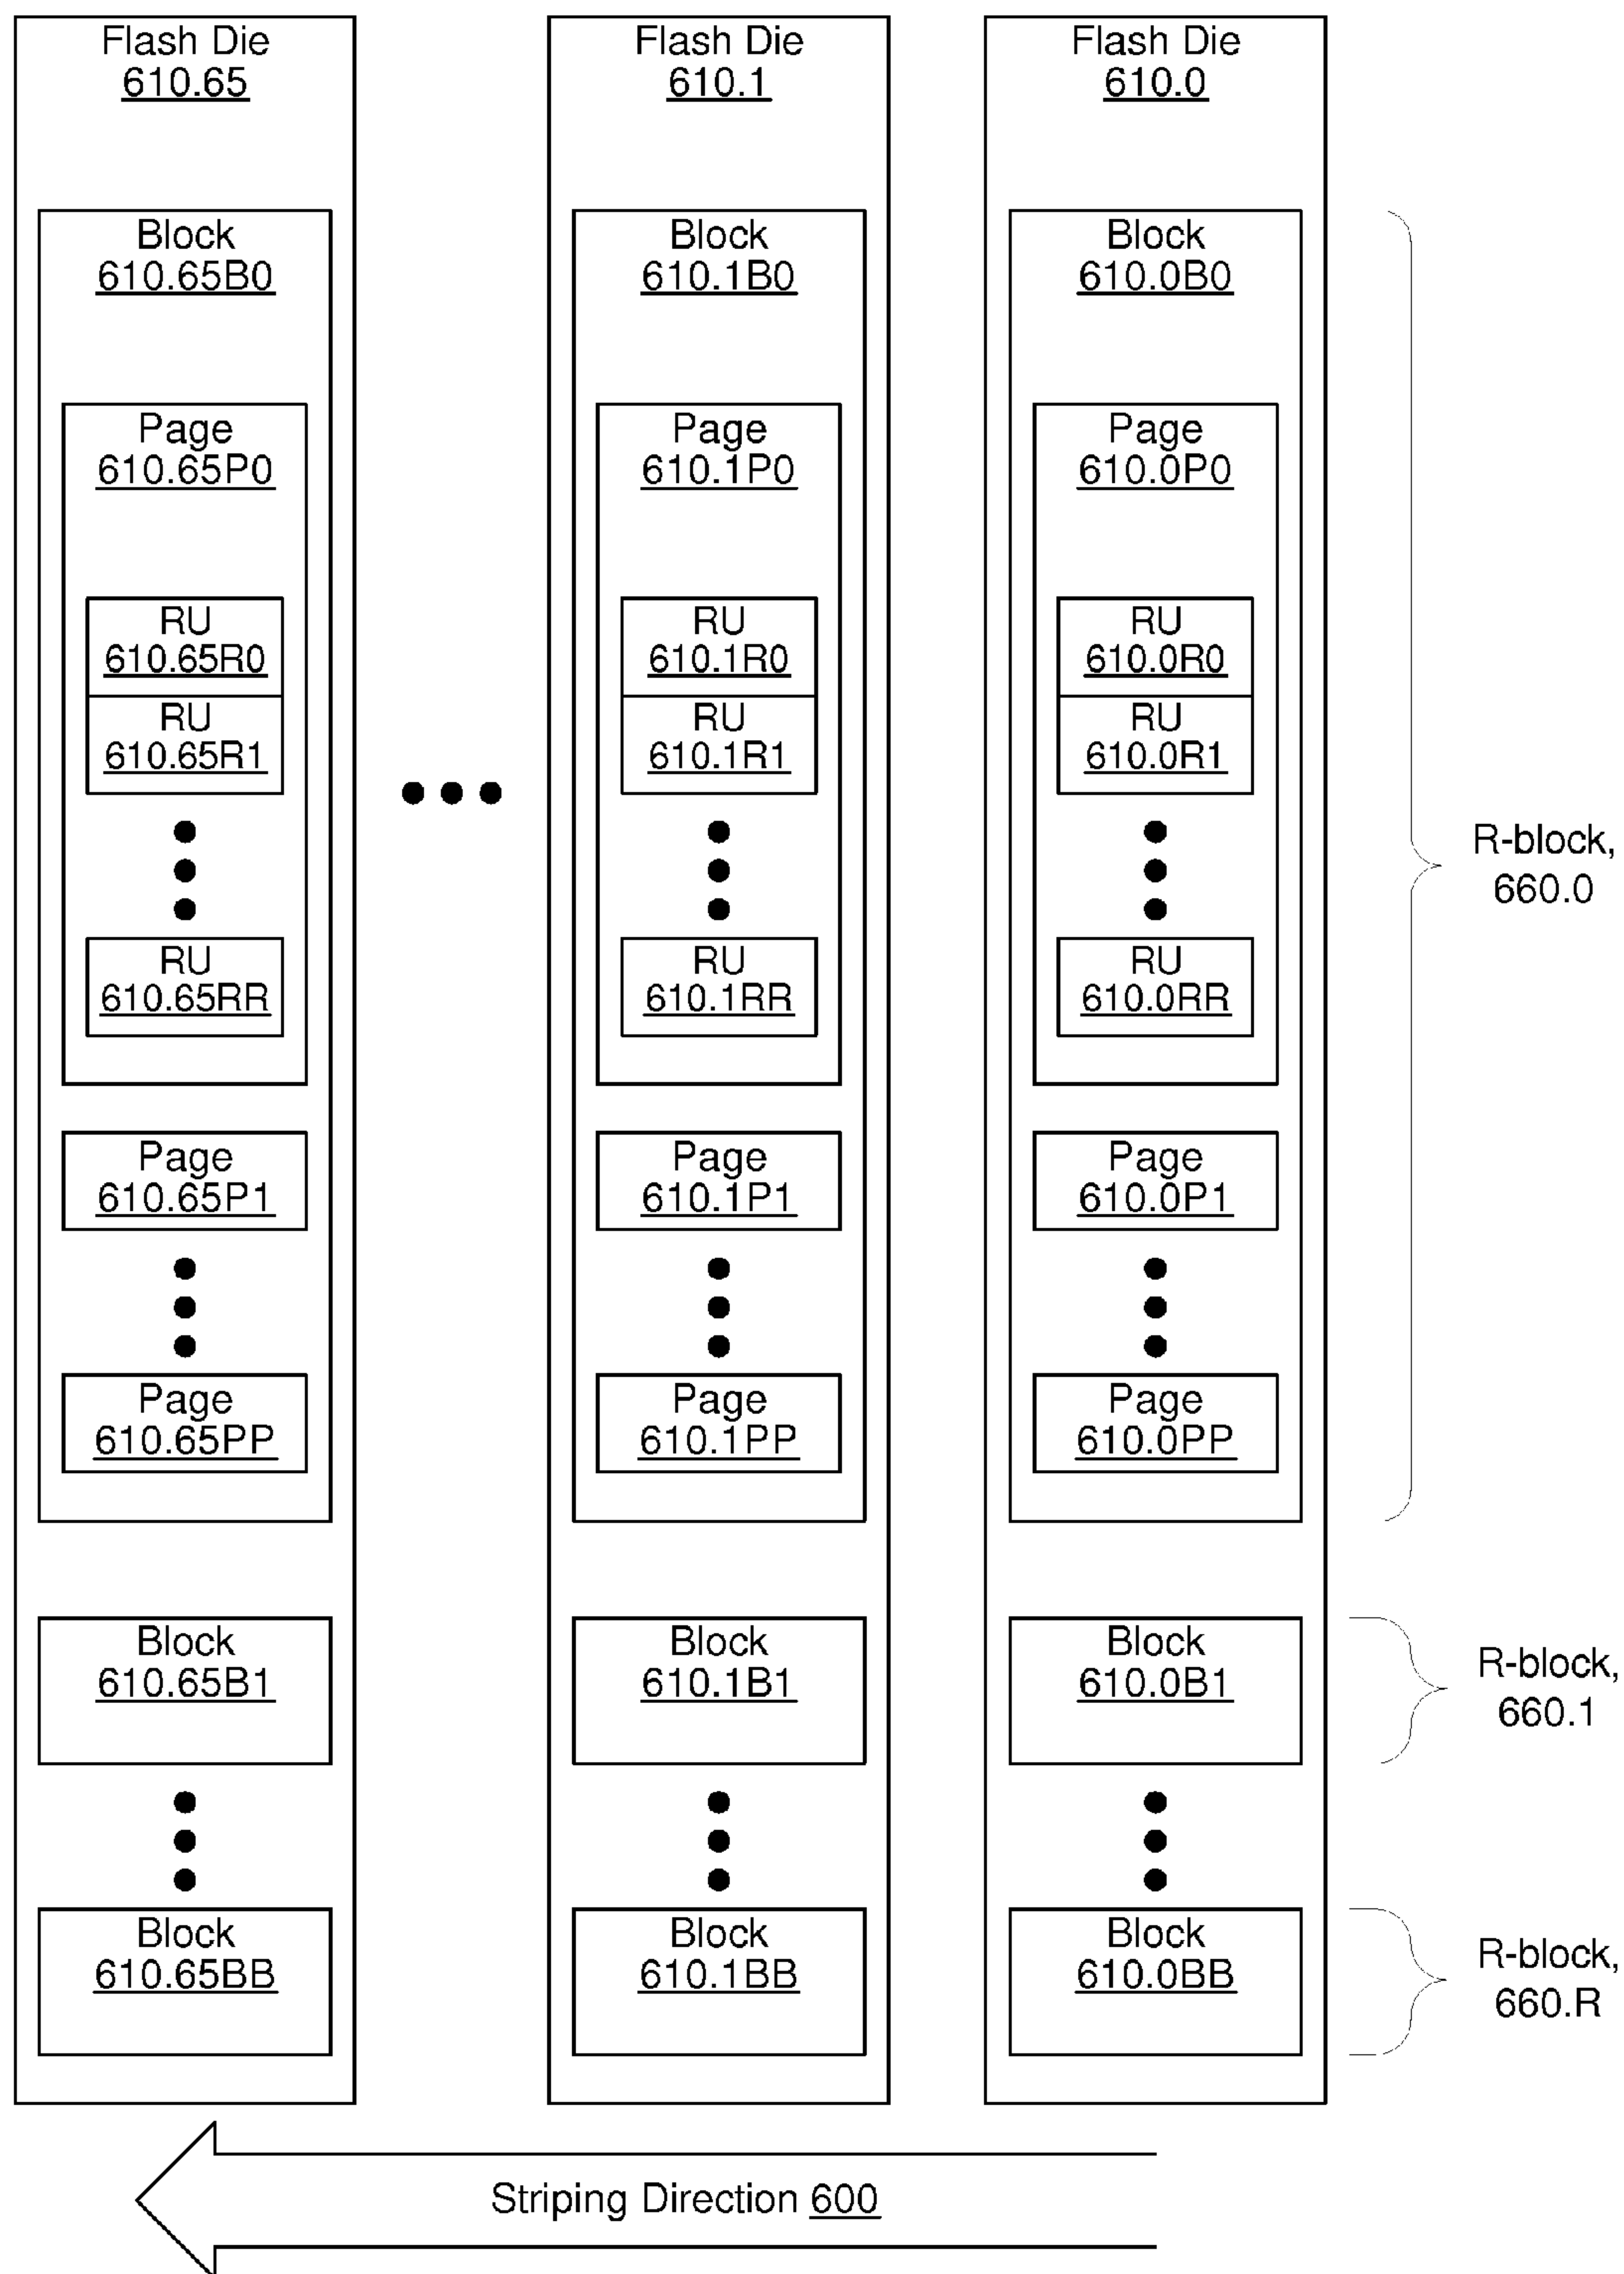 Flash Die
610.65
Flash Die
610.1
Flash Die
610.0
Block
610.65B0
Block
610.1B0
Block
610.0B0
Page
610.65P0
Page
610.1P0
Page
610.0P0
RU
610.65R0
RU
610.1R0
RU
610.0R0
RU
610.65R1
RU
610.1R1
RU
610.0R1
R-block,
660.0
RU
610.65RR
RU
610.1RR
RU
610.0RR
Page
610.65P1
Page
610.1P1
Page
610.0P1
Page
610.65PP
Page
610.1PP
Page
610.0PP
Block
610.65B1
Block
610.1B1
Block
610.0B1
R-block,
660.1
Block
610.65BB
Block
610.1BB
Block
610.0BB
R-block,
660.R
Striping Direction 600